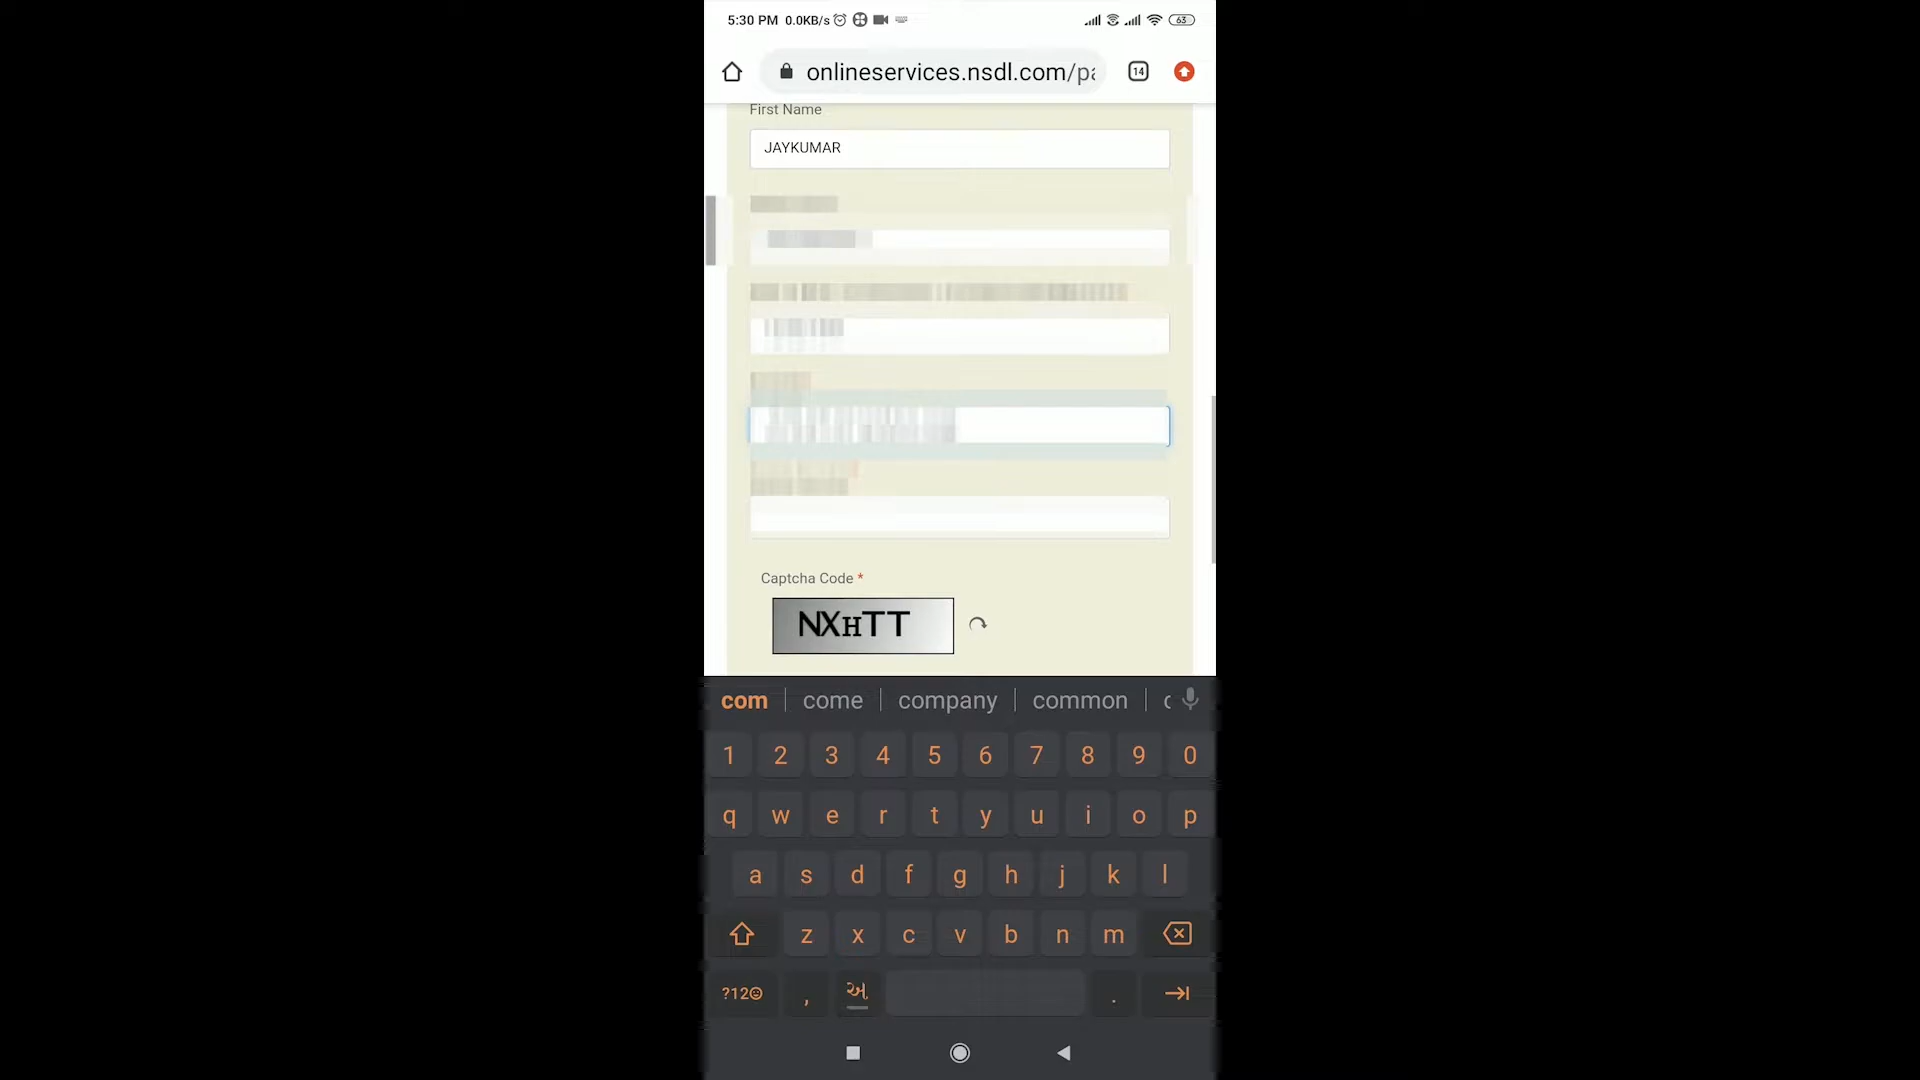 5:30 PM 0.0KB/s 63
onlineservices.nsdl.com/pa 14
First Name
JAYKUMAR
Captcha Code *
NXHTT
com come company common
1 2 3 4 5 6 7 8 9 0
q w e r t y u i o p
a s d f g h j k l
z x c v b n m
?12 , અ .